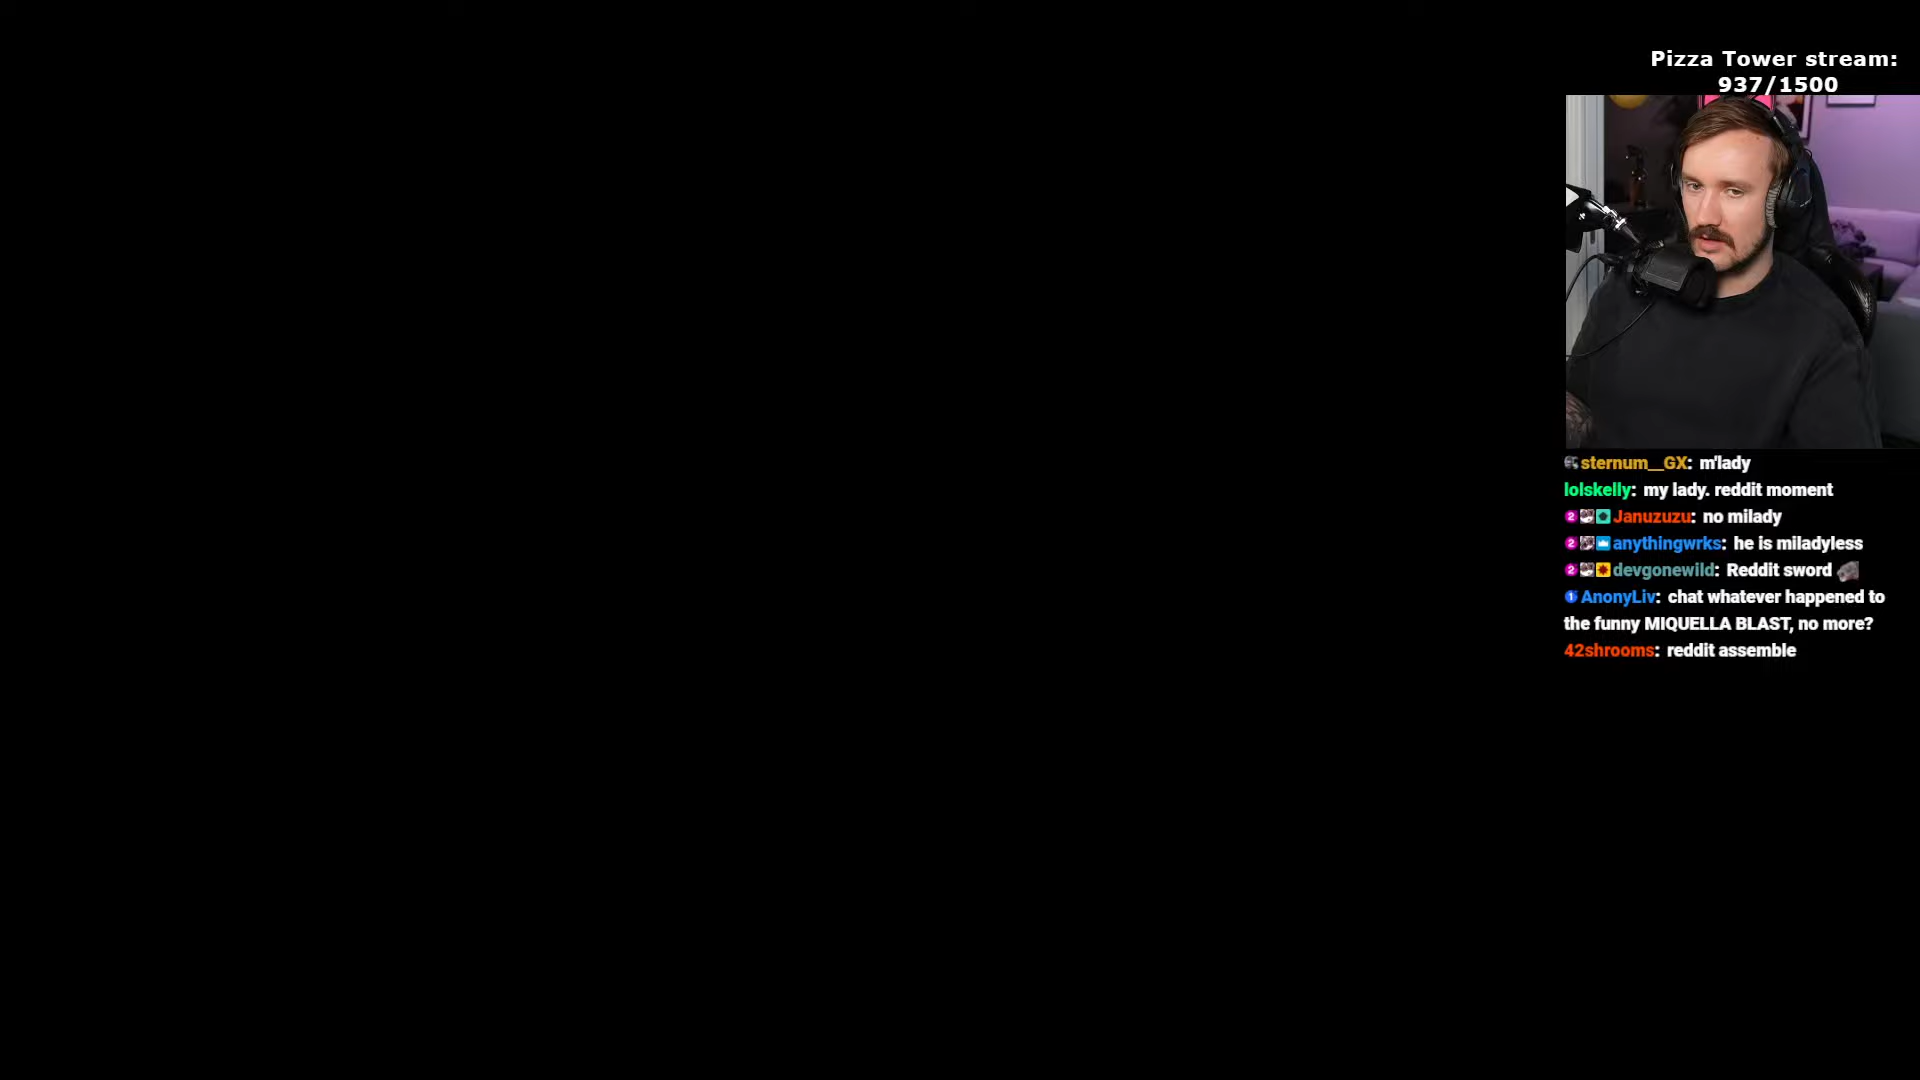 Pizza Tower stream:
937/1500
sternum__GX: m'lady
lolskelly: my lady. reddit moment
Januzuzu: no milady
anythingwrks: he is miladyless
devgonewild: Reddit sword
AnonyLiv: chat whatever happened to
the funny MIQUELLA BLAST, no more?
42shrooms: reddit assemble